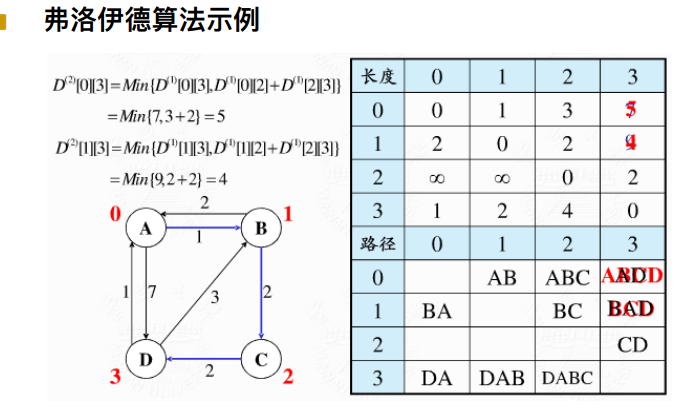 弗洛伊德算法示例
D⁽²⁾[0][3]=Min{D⁽¹⁾[0][3],D⁽¹⁾[0][2]+D⁽¹⁾[2][3]}
=Min{7,3+2}=5
D⁽²⁾[1][3]=Min{D⁽¹⁾[1][3],D⁽¹⁾[1][2]+D⁽¹⁾[2][3]}
=Min{9,2+2}=4
0 A 2 1 B 1
1 7 3 2
3 D 2 C 2
长度 0 1 2 3
0 0 1 3 5
1 2 0 2 4
2 ∞ ∞ 0 2
3 1 2 4 0
路径 0 1 2 3
0 AB ABC ABCD
1 BA BC BCD
2 CD
3 DA DAB DABC